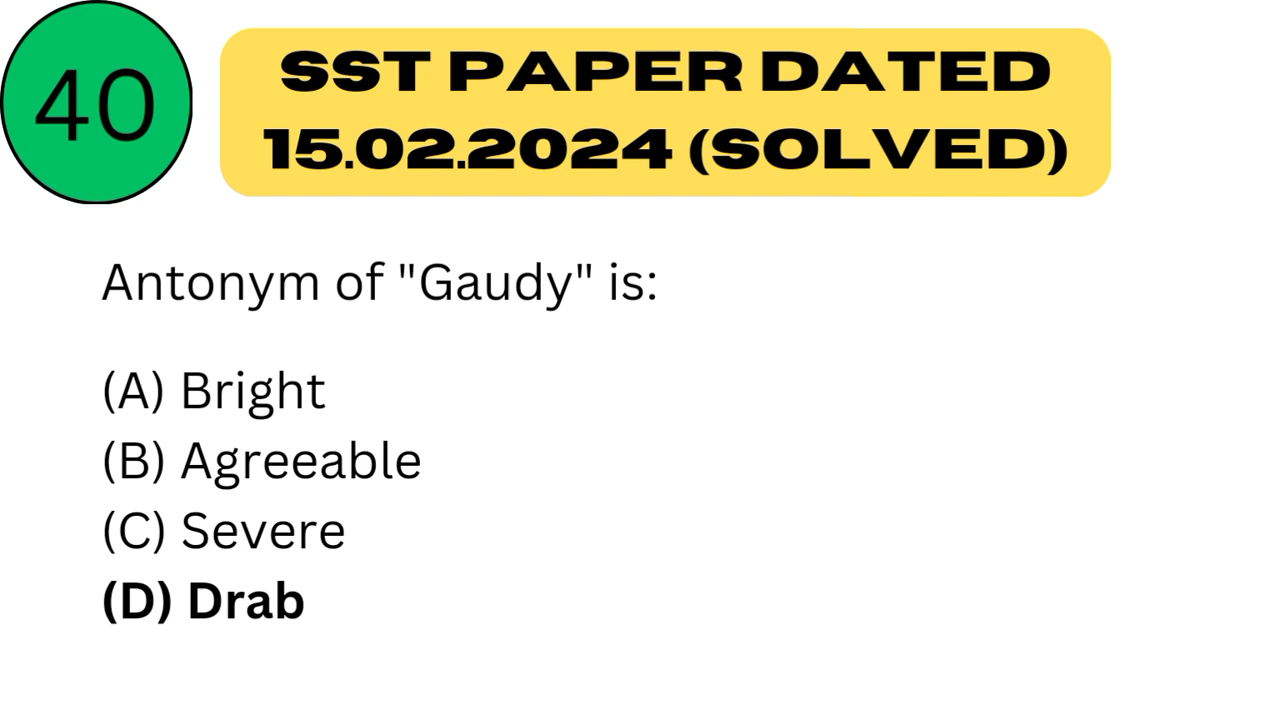 40
SST PAPER DATED
15.02.2024 (SOLVED)
Antonym of "Gaudy" is:
(A) Bright
(B) Agreeable
(C) Severe
(D) Drab